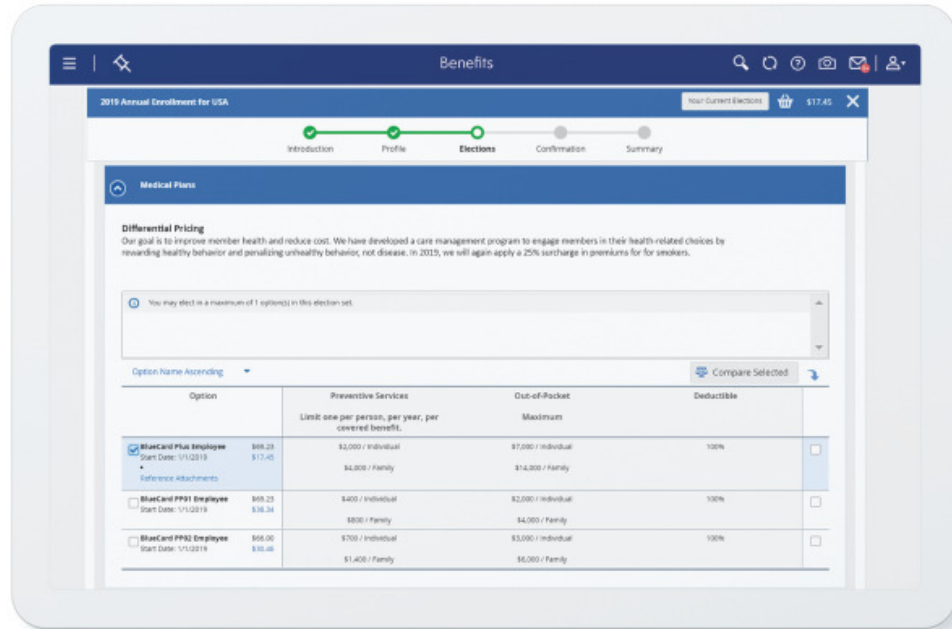 Benefits
2019 Annual Enrollment for USA
Your Current Elections
$17.45
Introduction
Profile
Elections
Confirmation
Summary
Medical Plans
Differential Pricing
Our goal is to improve member health and reduce cost. We have developed a care management program to engage members in their health-related choices by
rewarding healthy behavior and penalizing unhealthy behavior, not disease. In 2019, we will again apply a 25% surcharge in premiums for for smokers.
You may elect in a maximum of 1 option(s) in this election set.
Option Name Ascending
Compare Selected
Option
Preventive Services
Out-of-Pocket
Deductible
Limit one per person, per year, per
covered benefit.
Maximum
BlueCard Plus Employee
Start Date: 1/1/2019
$17.45
Reference Attachments
$2,000 / Individual
$7,000 / Individual
100%
$4,000 / Family
$14,000 / Family
BlueCard PP01 Employee
Start Date: 1/1/2019
$38.34
$400 / Individual
$2,000 / Individual
100%
$800 / Family
$4,000 / Family
BlueCard PP02 Employee
Start Date: 1/1/2019
$66.00
$700 / Individual
$3,000 / Individual
100%
$1,400 / Family
$6,000 / Family